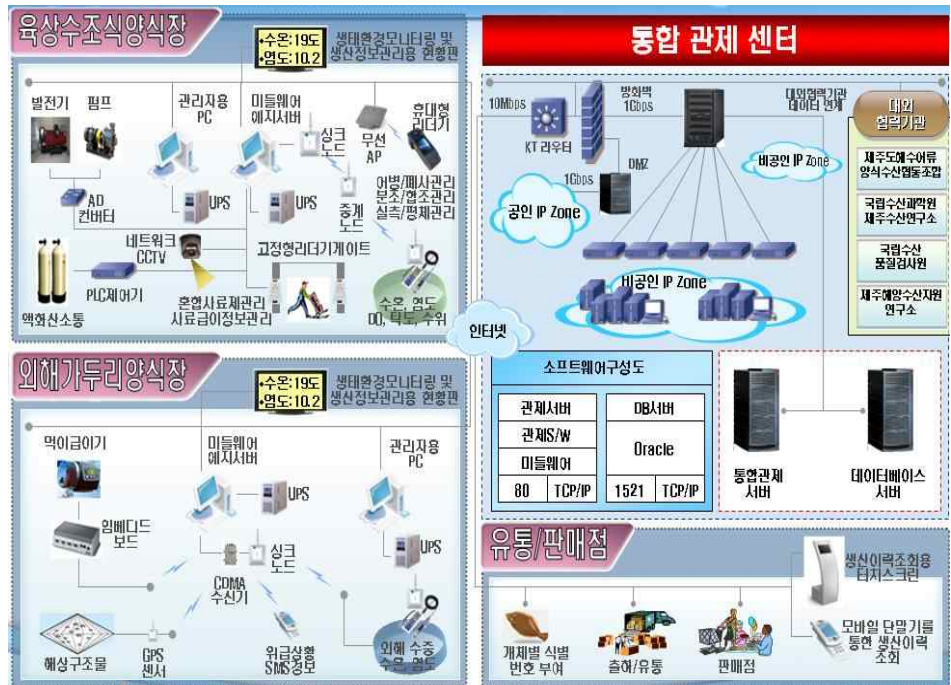 육상수조식양식장
•수온:19도
•염도:10.2
생태환경모니터링 및
생산정보관리용 현황판
발전기
펌프
관리자용
PC
미들웨어
에지서버
싱크
노드
무선
AP
휴대형
리더기
UPS
UPS
중계
노드
어병/폐사관리
분조/합조관리
실측/평체관리
AD
컨버터
네트워크
CCTV
고정형리더기게이트
PLC제어기
액화산소통
혼합사료제관리
사료급이정보관리
수온, 염도
DO, 탁도, 수위
인터넷
외해가두리양식장
•수온:19도
•염도:10.2
생태환경모니터링 및
생산정보관리용 현황판
먹이급이기
미들웨어
에지서버
관리자용
PC
UPS
임베디드
보드
싱크
노드
UPS
CDMA
수신기
해상구조물
GPS
센서
위급상황
SMS정보
외해 수중
수온, 염도
통합 관제 센터
10Mbps
방화벽
1Gbps
대외협력기관
데이터 연계
KT 라우터
DMZ
1Gbps
비공인 IP Zone
공인 IP Zone
비공인 IP Zone
대외
협력기관
제주도해수어류
양식수산협동조합
국립수산과학원
제주수산연구소
국립수산
품질검사원
제주해양수산자원
연구소
소프트웨어구성도
관제서버
관제S/W
미들웨어
80 TCP/IP
DB서버
Oracle
1521 TCP/IP
통합관제
서버
데이터베이스
서버
유통/판매점
개체별 식별
번호 부여
출하/유통
판매점
생산이력조회용
터치스크린
모바일 단말기를
통한 생산이력
조회